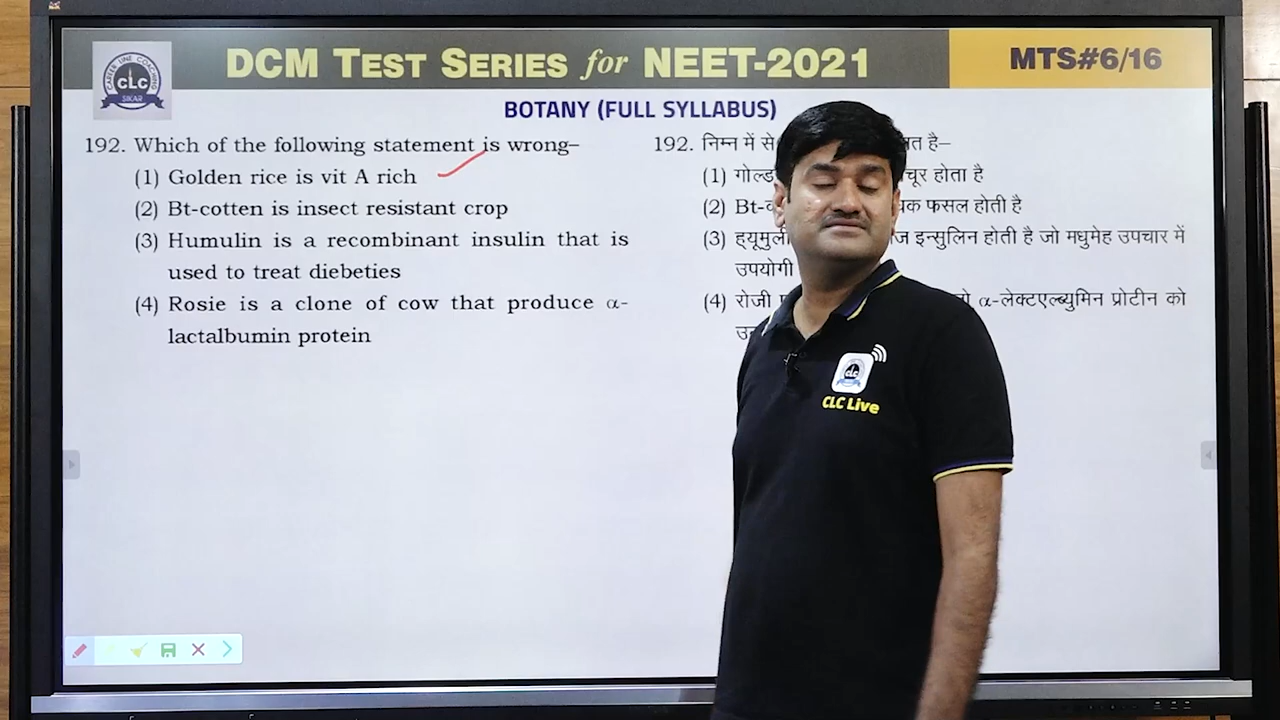 DCM TEST SERIES for NEET-2021
MTS#6/16
CLC
SIKAR
BOTANY (FULL SYLLABUS)
192. Which of the following statement is wrong–
(1) Golden rice is vit A rich
(2) Bt-cotten is insect resistant crop
(3) Humulin is a recombinant insulin that is
used to treat diebeties
(4) Rosie is a clone of cow that produce α-
lactalbumin protein
192. निम्न में से
है–
(1)
होता है
(2)
फसल होती है
(3)
इन्सुलिन होती है जो मधुमेह उपचार में
उपयोगी
(4) रोजी
α-लेक्टएल्ब्युमिन प्रोटीन को
CLC
CLC Live